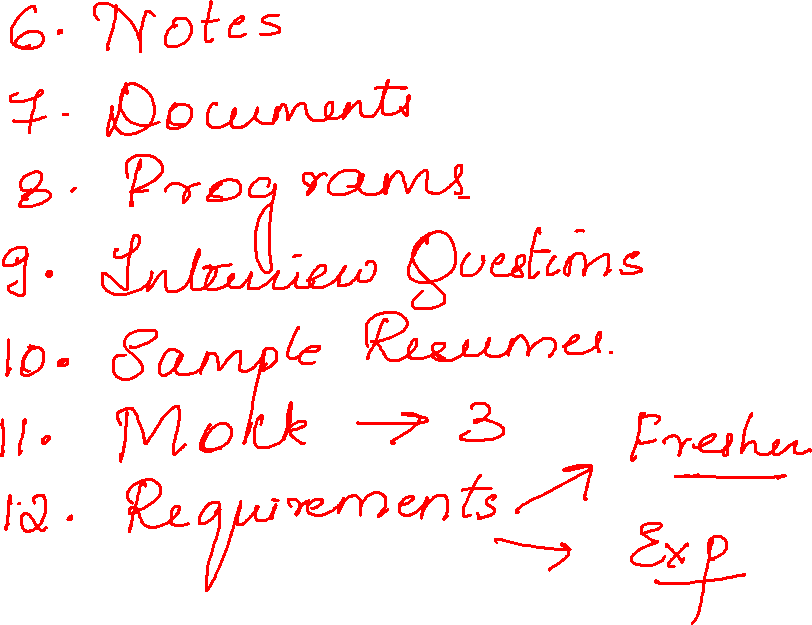 6. Notes
7. Documents
8. Programs
9. Interview Questions
10. Sample Resumes.
11. Mock → 3
12. Requirements → Fresher
→ Exp